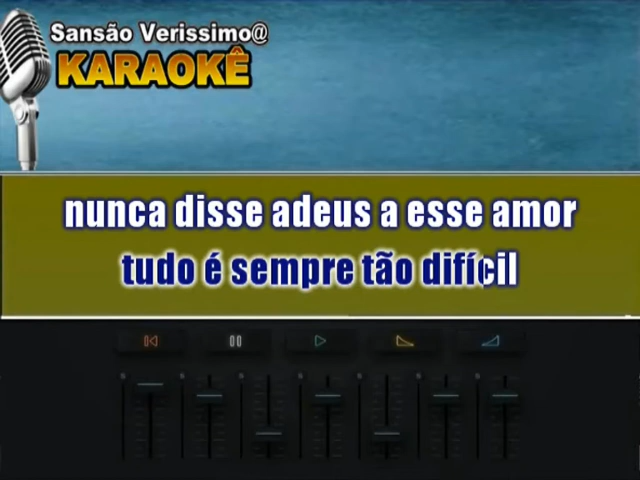 Sansão Verissimo@
KARAOKÊ
nunca disse adeus a esse amor
tudo é sempre tão difícil